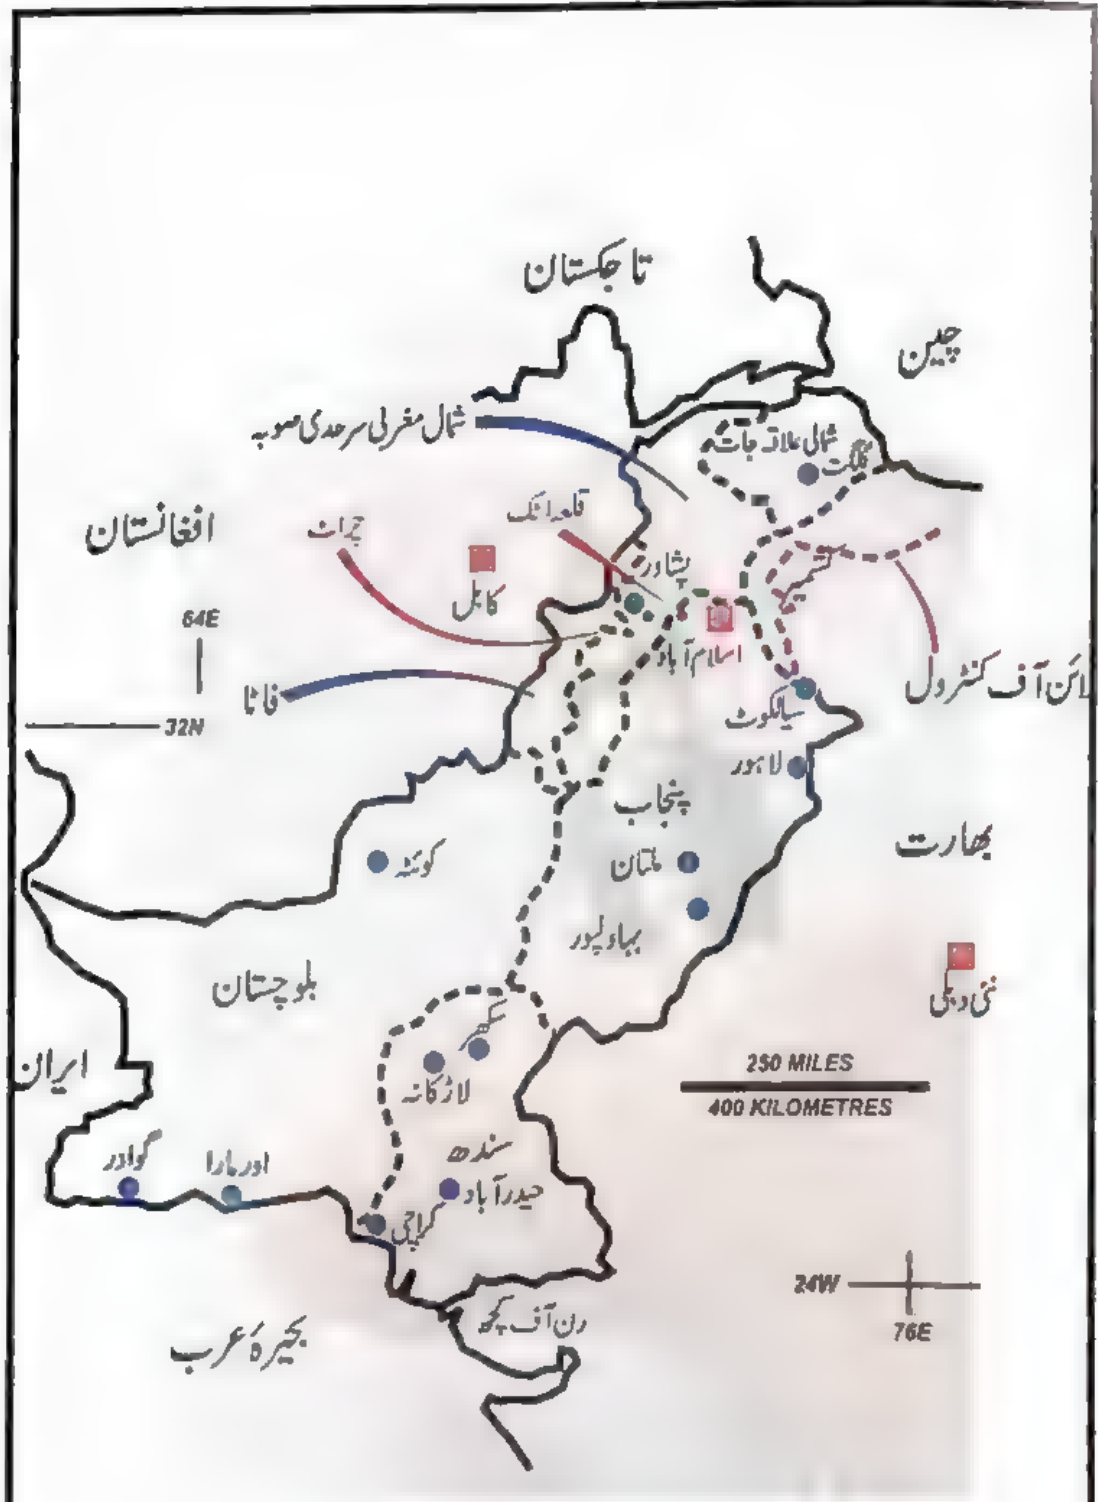 تاجکستان
چین
شمال مغربی سرحدی صوبہ
شمالی علاقہ جات
گلگت
افغانستان
چراٹ
قلعہ اٹک
پشاور
کشمیر
کابل
64E
اسلام آباد
لائن آف کنٹرول
فاٹا
سیالکوٹ
32N
لاہور
پنجاب
بھارت
کوئٹہ
ملتان
بہاولپور
بلوچستان
نئی دہلی
سکھر
ایران
لاڑکانہ
250 MILES
400 KILOMETRES
سندھ
گوادر
اورمارا
حیدرآباد
کراچی
24W
76E
رن آف کچھ
بحیرۂ عرب